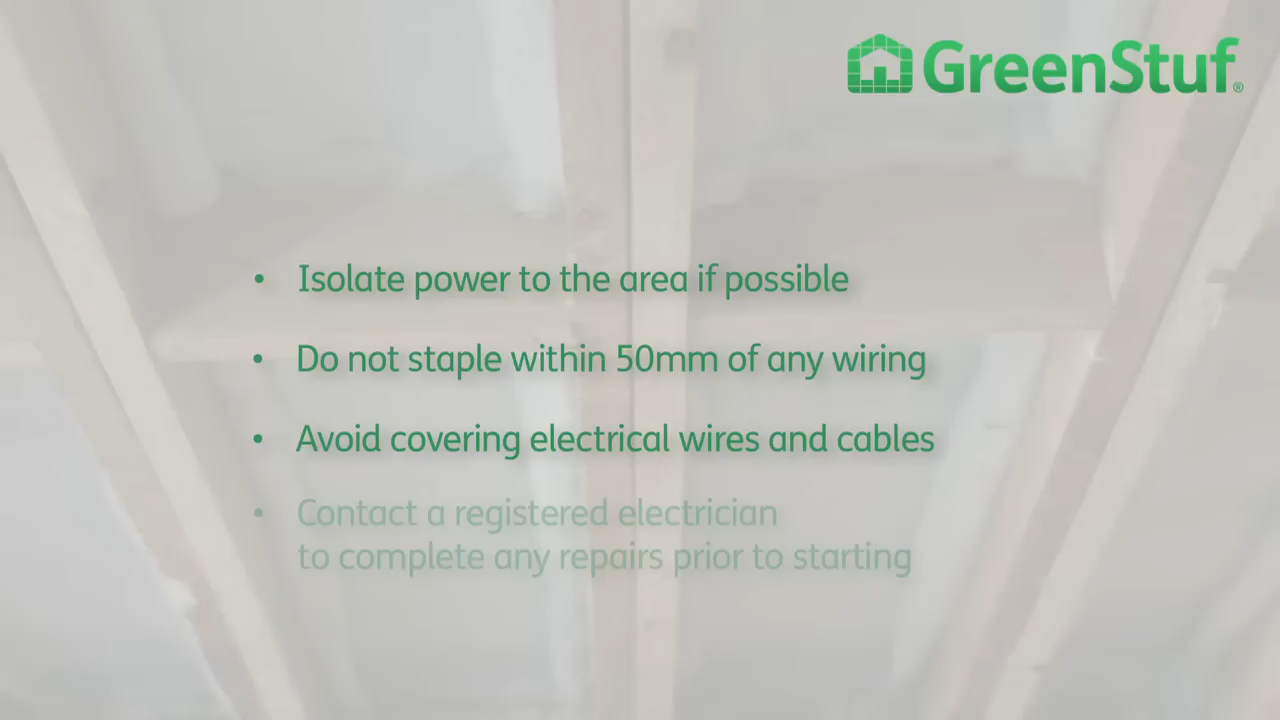 GreenStuf®
• Isolate power to the area if possible
• Do not staple within 50mm of any wiring
• Avoid covering electrical wires and cables
• Contact a registered electrician
to complete any repairs prior to starting